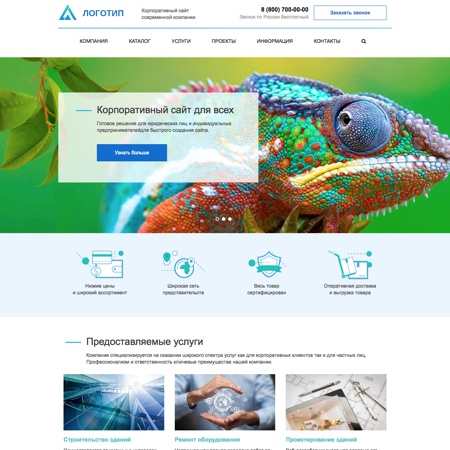 ЛОГОТИП
Корпоративный сайт
современной компании
8 (800) 700-00-00
Звонок по России бесплатный
Заказать звонок
КОМПАНИЯ КАТАЛОГ УСЛУГИ ПРОЕКТЫ ИНФОРМАЦИЯ КОНТАКТЫ
Корпоративный сайт для всех
Готовое решение для юридических лиц и индивидуальных
предпринимателейдля быстрого создания сайта.
Узнать больше
Низкие цены
и широкий ассортимент
Широкая сеть
представительств
Весь товар
сертифицирован
Оперативная доставка
и выгрузка товара
Предоставляемые услуги
Компания специализируется на оказании широкого спектра услуг как для корпоративных клиентов так и для частных лиц.
Профессионализм и ответственность ключевые преимущества нашей компании.
Строительство зданий
Ремонт оборудования
Проектирование зданий